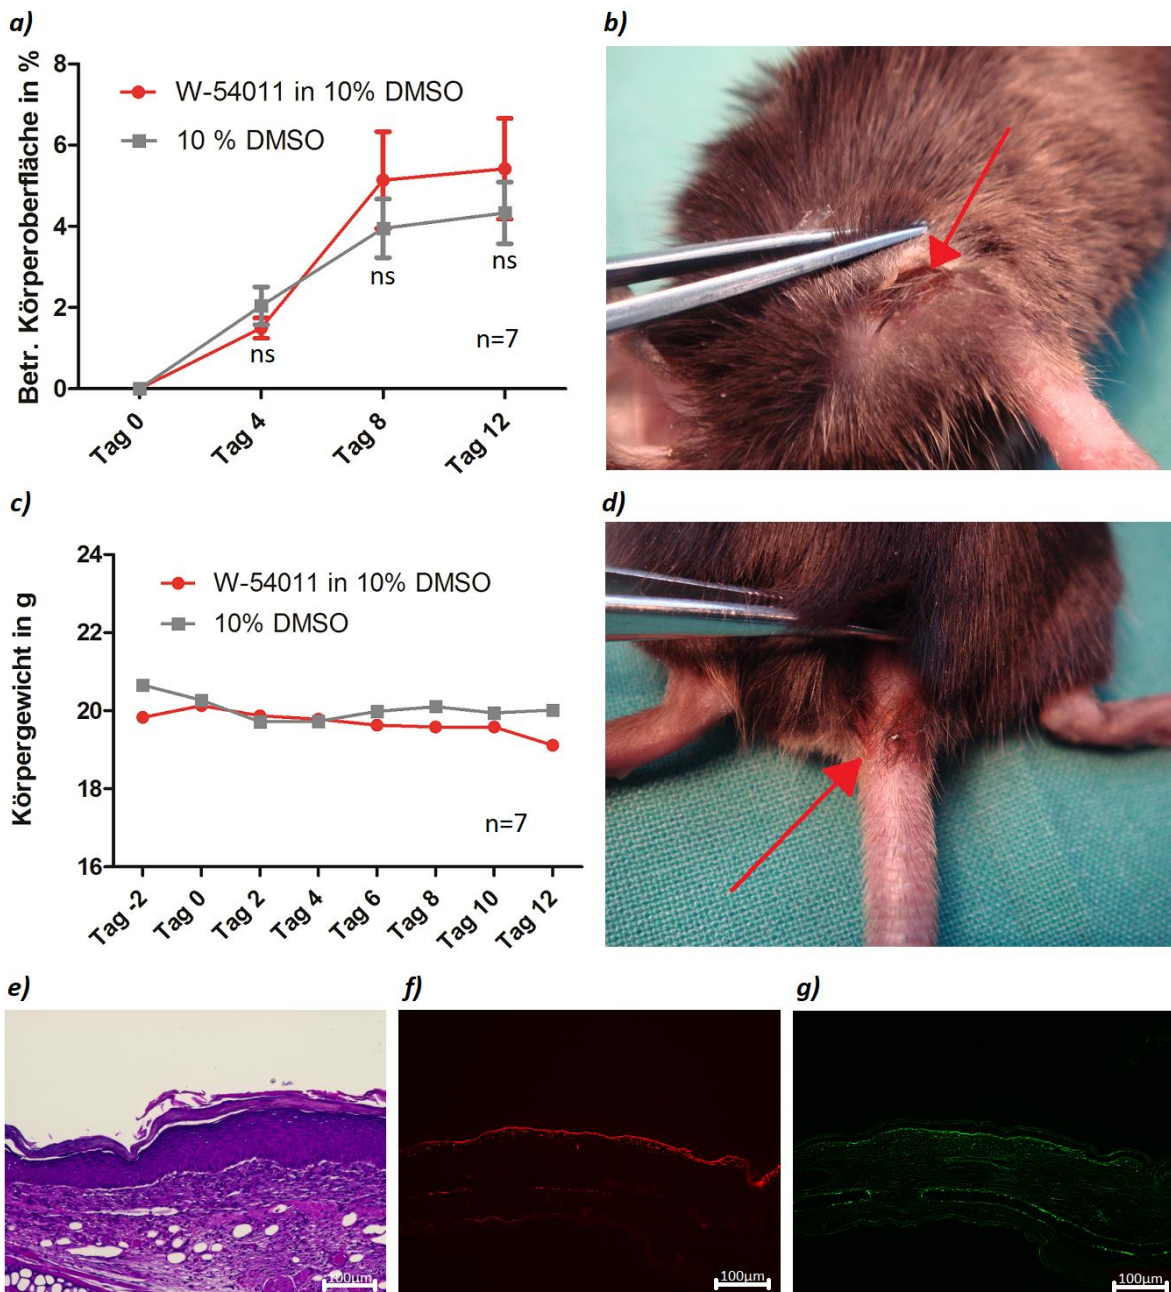 a)
Betr. Körperoberfläche in %
8
6
4
2
0
W-54011 in 10% DMSO
10 % DMSO
ns
ns
ns
n=7
Tag 0
Tag 4
Tag 8
Tag 12
b)
c)
Körpergewicht in g
24
22
20
18
16
W-54011 in 10% DMSO
10% DMSO
n=7
Tag -2
Tag 0
Tag 2
Tag 4
Tag 6
Tag 8
Tag 10
Tag 12
d)
e)
100µm
f)
100µm
g)
100µm